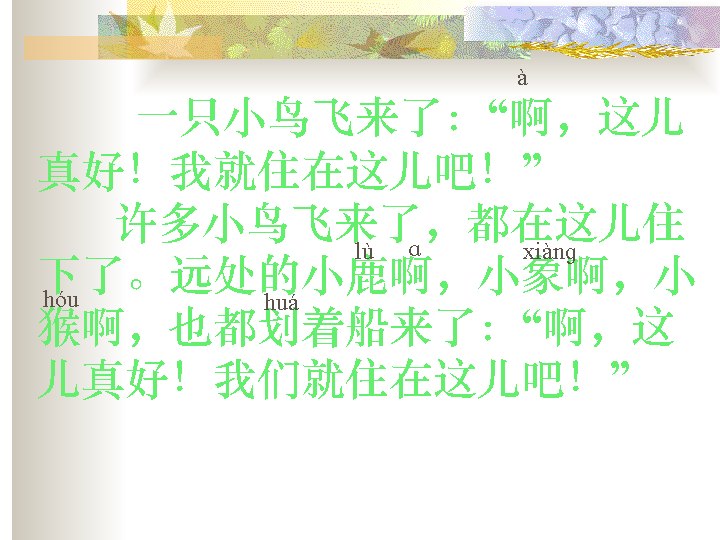 à
一只小鸟飞来了：“啊，这儿
真好！我就住在这儿吧！”
许多小鸟飞来了，都在这儿住
lù ɑ xiàng
下了。远处的小鹿啊，小象啊，小
hóu huá
猴啊，也都划着船来了：“啊，这
儿真好！我们就住在这儿吧！”